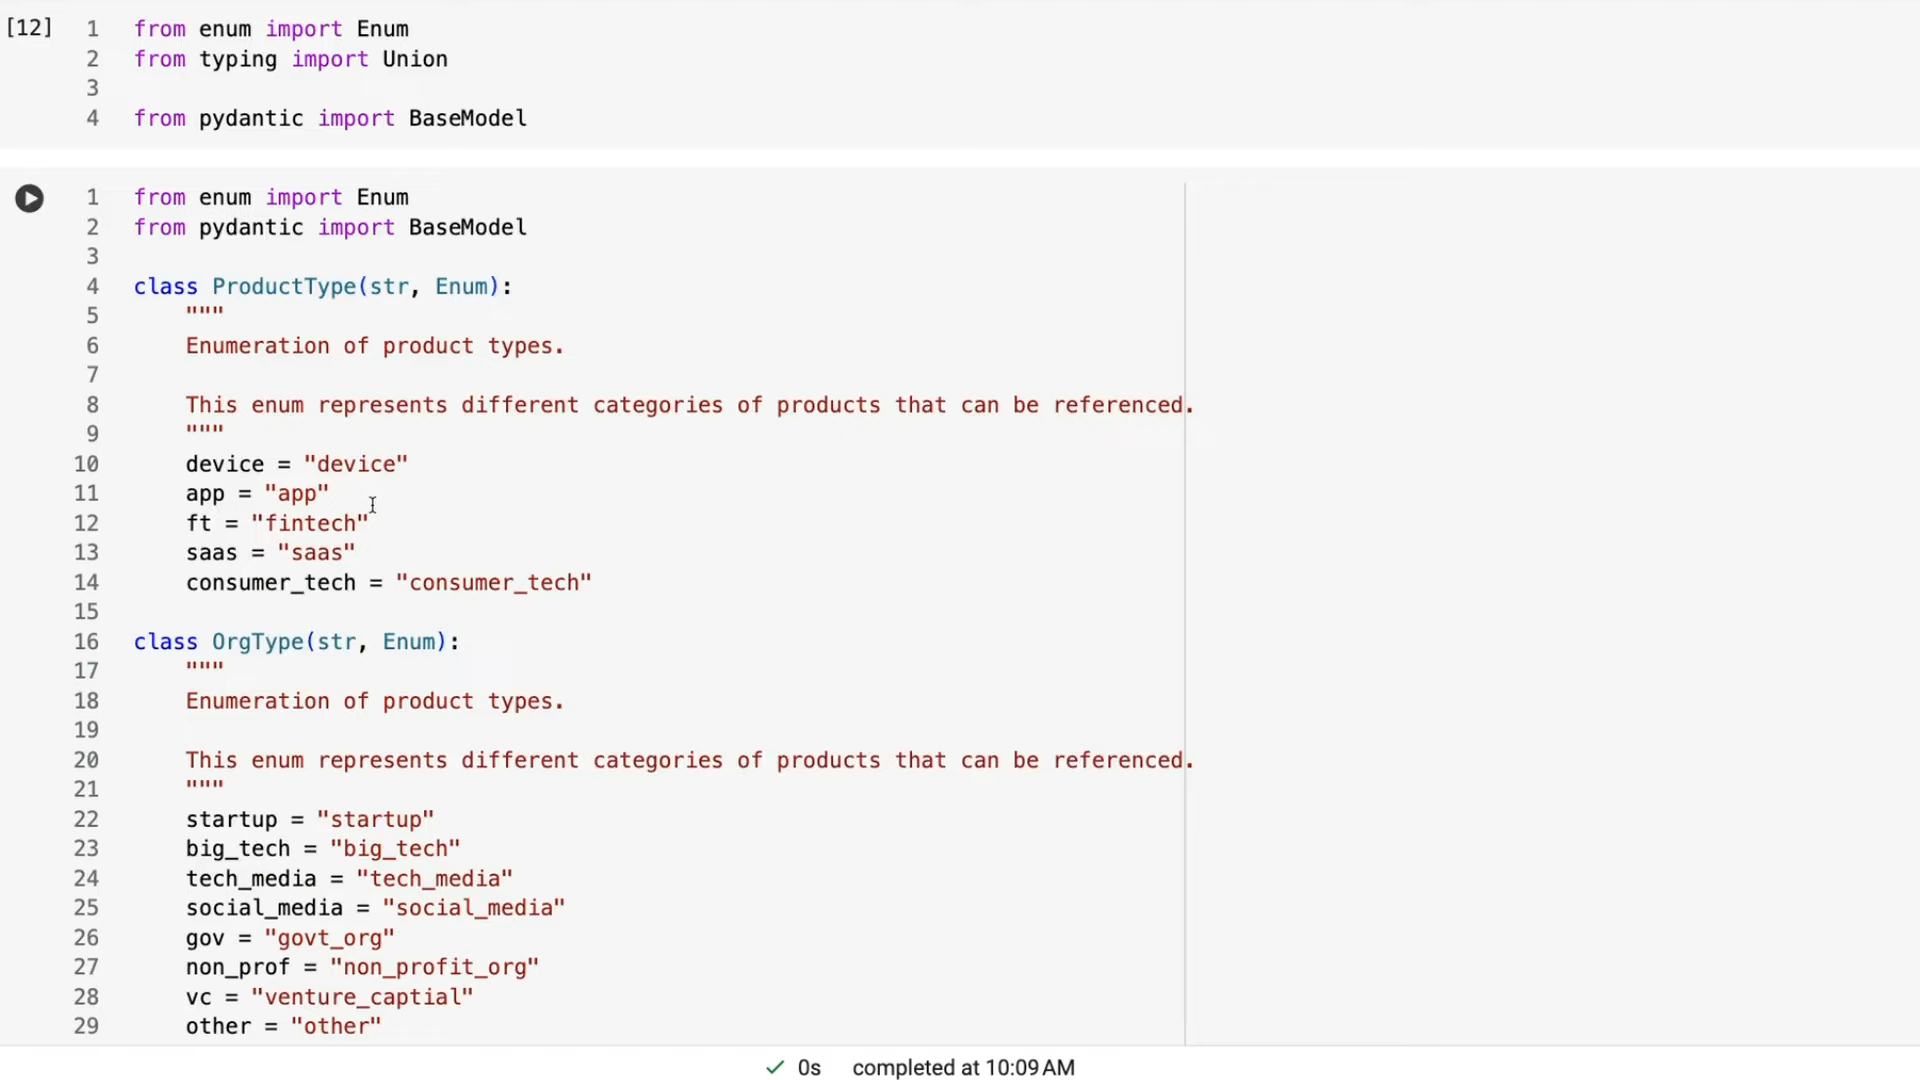 [12] 1 from enum import Enum
2 from typing import Union
3
4 from pydantic import BaseModel
1 from enum import Enum
2 from pydantic import BaseModel
3
4 class ProductType(str, Enum):
5     """
6     Enumeration of product types.
7
8     This enum represents different categories of products that can be referenced.
9     """
10     device = "device"
11     app = "app"
12     ft = "fintech"
13     saas = "saas"
14     consumer_tech = "consumer_tech"
15
16 class OrgType(str, Enum):
17     """
18     Enumeration of product types.
19
20     This enum represents different categories of products that can be referenced.
21     """
22     startup = "startup"
23     big_tech = "big_tech"
24     tech_media = "tech_media"
25     social_media = "social_media"
26     gov = "govt_org"
27     non_prof = "non_profit_org"
28     vc = "venture_captial"
29     other = "other"
✓ 0s completed at 10:09 AM